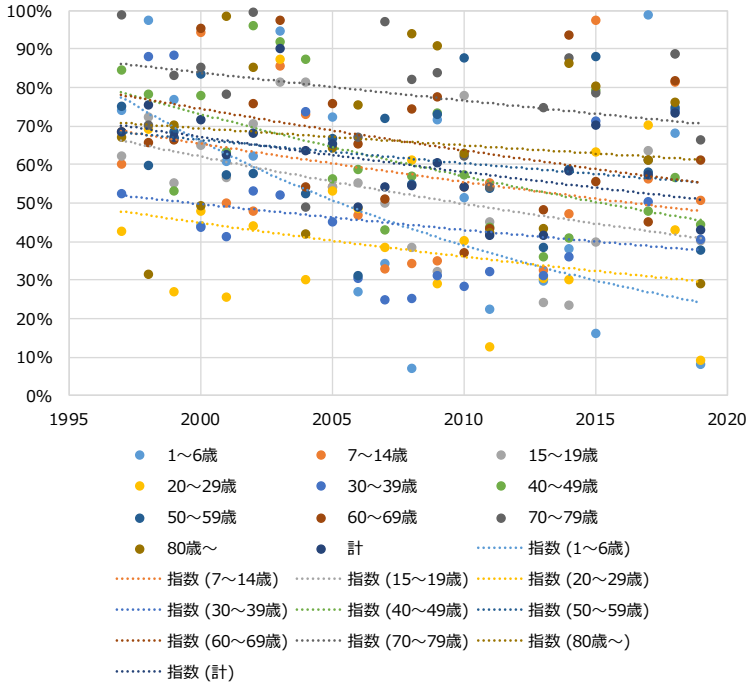 100%
90%
80%
70%
60%
50%
40%
30%
20%
10%
0%
1995 2000 2005 2010 2015 2020
1～6歳 7～14歳 15～19歳
20～29歳 30～39歳 40～49歳
50～59歳 60～69歳 70～79歳
80歳～ 計 指数 (1～6歳)
指数 (7～14歳) 指数 (15～19歳) 指数 (20～29歳)
指数 (30～39歳) 指数 (40～49歳) 指数 (50～59歳)
指数 (60～69歳) 指数 (70～79歳) 指数 (80歳～)
指数 (計)